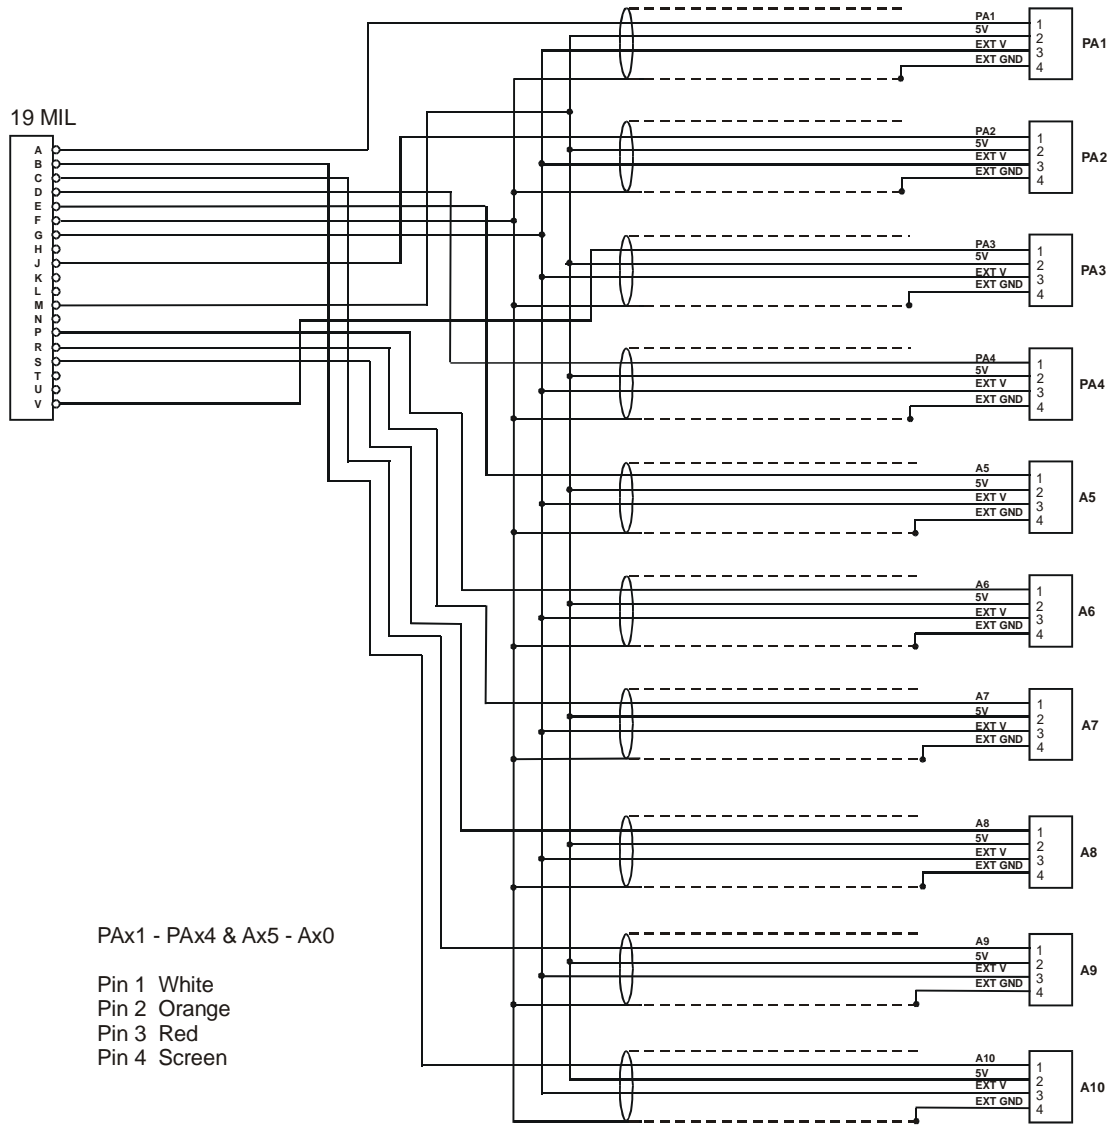 19 MIL
A
B
C
D
E
F
G
H
J
K
L
M
N
P
R
S
T
U
V
PA1
5V
EXT V
EXT GND
1
2
3
4
PA1
PA2
5V
EXT V
EXT GND
1
2
3
4
PA2
PA3
5V
EXT V
EXT GND
1
2
3
4
PA3
PA4
5V
EXT V
EXT GND
1
2
3
4
PA4
A5
5V
EXT V
EXT GND
1
2
3
4
A5
A6
5V
EXT V
EXT GND
1
2
3
4
A6
A7
5V
EXT V
EXT GND
1
2
3
4
A7
A8
5V
EXT V
EXT GND
1
2
3
4
A8
A9
5V
EXT V
EXT GND
1
2
3
4
A9
A10
5V
EXT V
EXT GND
1
2
3
4
A10
PAx1 - PAx4 & Ax5 - Ax0
Pin 1 White
Pin 2 Orange
Pin 3 Red
Pin 4 Screen